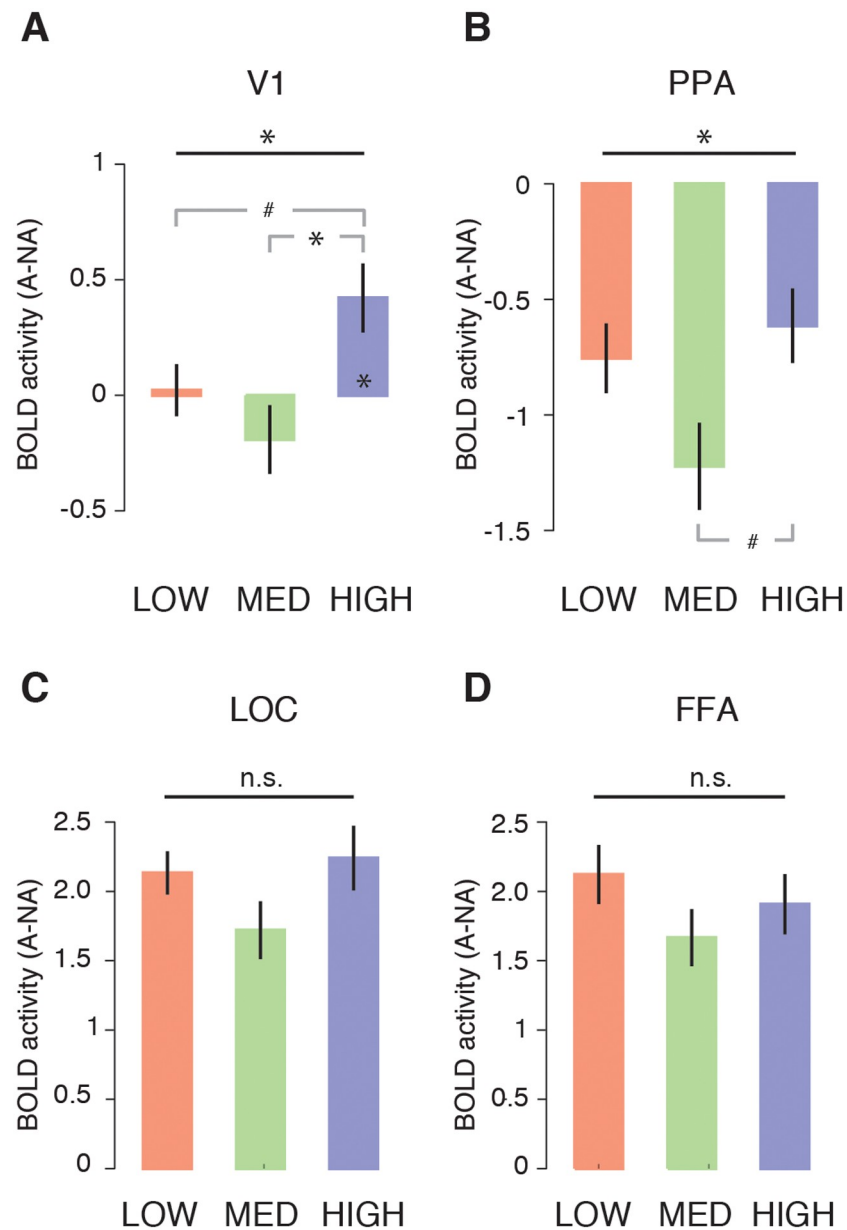 A
V1
*
1
#
*
0.5
*
0
-0.5
BOLD activity (A-NA)
LOW MED HIGH
B
PPA
*
0
-0.5
-1
-1.5
#
BOLD activity (A-NA)
LOW MED HIGH
C
LOC
n.s.
2.5
2.0
1.5
1
0.5
0
BOLD activity (A-NA)
LOW MED HIGH
D
FFA
n.s.
2.5
2.0
1.5
1
0.5
0
BOLD activity (A-NA)
LOW MED HIGH